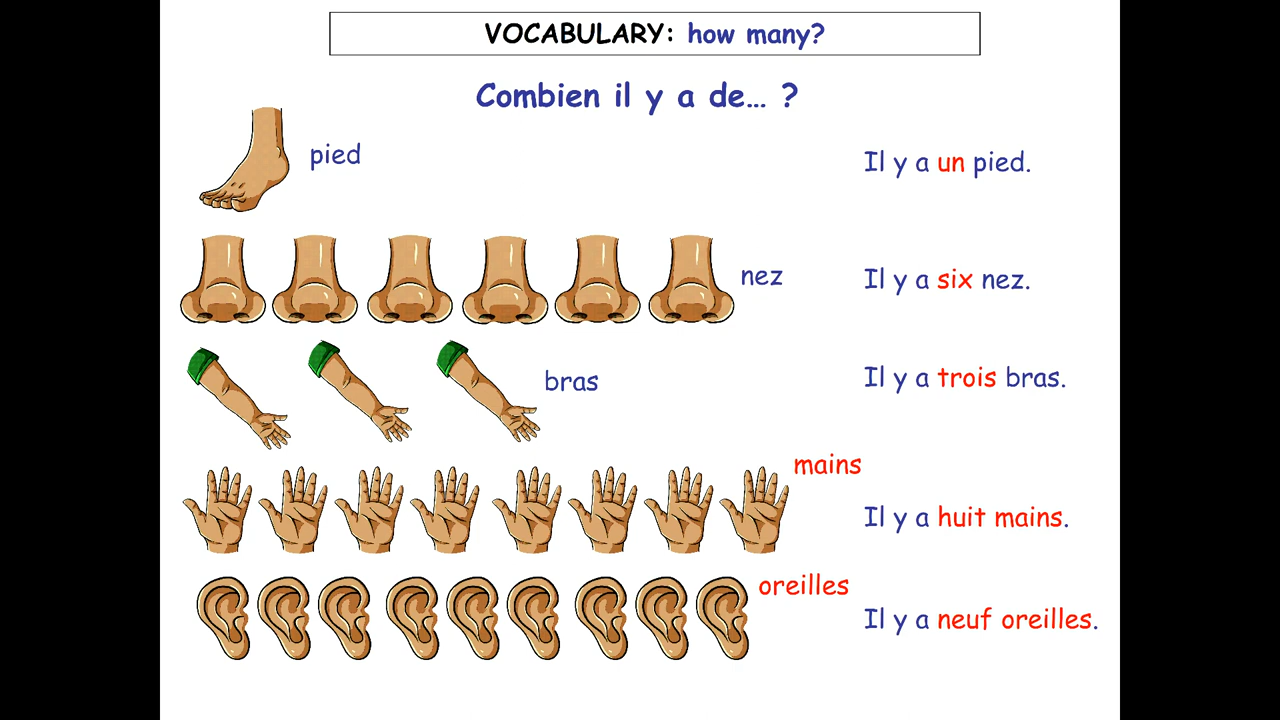 VOCABULARY: how many?
Combien il y a de... ?
pied
Il y a un pied.
nez
Il y a six nez.
bras
Il y a trois bras.
mains
Il y a huit mains.
oreilles
Il y a neuf oreilles.